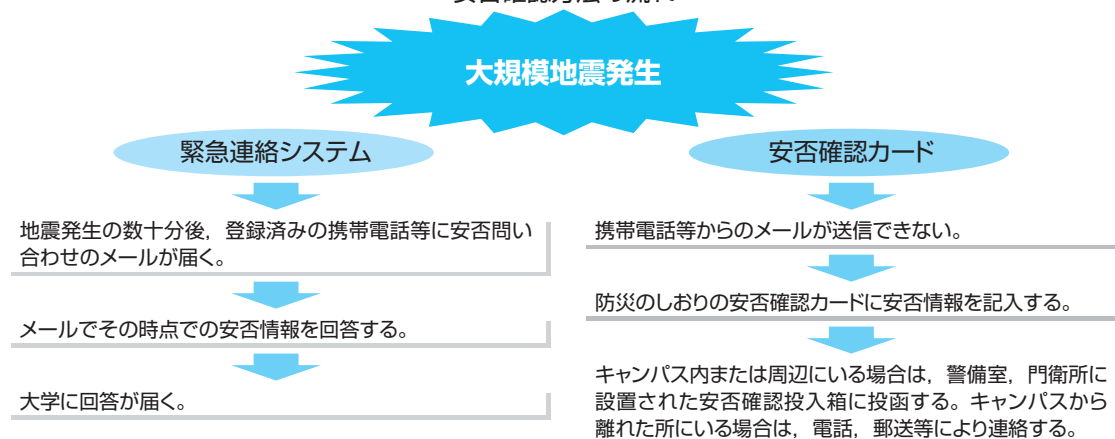 大規模地震発生
緊急連絡システム
地震発生の数十分後，登録済みの携帯電話等に安否問い
合わせのメールが届く。
メールでその時点での安否情報を回答する。
大学に回答が届く。
安否確認カード
携帯電話等からのメールが送信できない。
防災のしおりの安否確認カードに安否情報を記入する。
キャンパス内または周辺にいる場合は，警備室，門衛所に
設置された安否確認投入箱に投函する。キャンパスから
離れた所にいる場合は，電話，郵送等により連絡する。